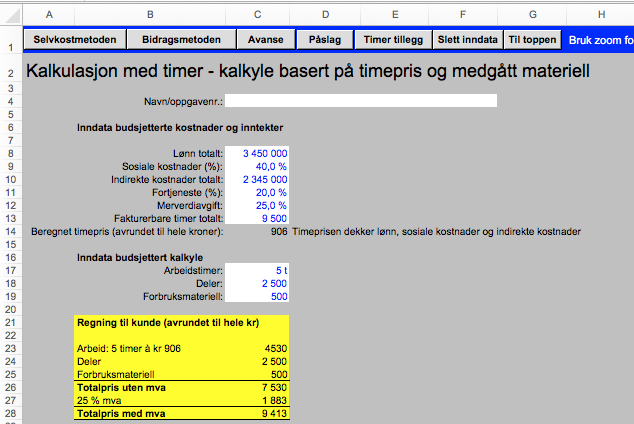 A B C D E F G H
1 Selvkostmetoden Bidragsmetoden Avanse Påslag Timer tillegg Slett inndata Til toppen Bruk zoom fo
2 Kalkulasjon med timer - kalkyle basert på timepris og medgått materiell
3
4 Navn/oppgavenr.:
5
6 Inndata budsjetterte kostnader og inntekter
7
8 Lønn totalt: 3 450 000
9 Sosiale kostnader (%): 40,0 %
10 Indirekte kostnader totalt: 2 345 000
11 Fortjeneste (%): 20,0 %
12 Merverdiavgift: 25,0 %
13 Fakturerbare timer totalt: 9 500
14 Beregnet timepris (avrundet til hele kroner): 906 Timeprisen dekker lønn, sosiale kostnader og indirekte kostnader
15
16 Inndata budsjettert kalkyle
17 Arbeidstimer: 5 t
18 Deler: 2 500
19 Forbruksmateriell: 500
20
21 Regning til kunde (avrundet til hele kr)
22
23 Arbeid: 5 timer à kr 906 4530
24 Deler 2 500
25 Forbruksmateriell 500
26 Totalpris uten mva 7 530
27 25 % mva 1 883
28 Totalpris med mva 9 413